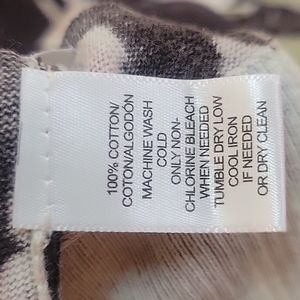 100% COTTON/
COTON/ALGODÓN
MACHINE WASH
COLD
ONLY NON-
CHLORINE BLEACH
WHEN NEEDED
TUMBLE DRY LOW
COOL IRON
IF NEEDED
OR DRY CLEAN